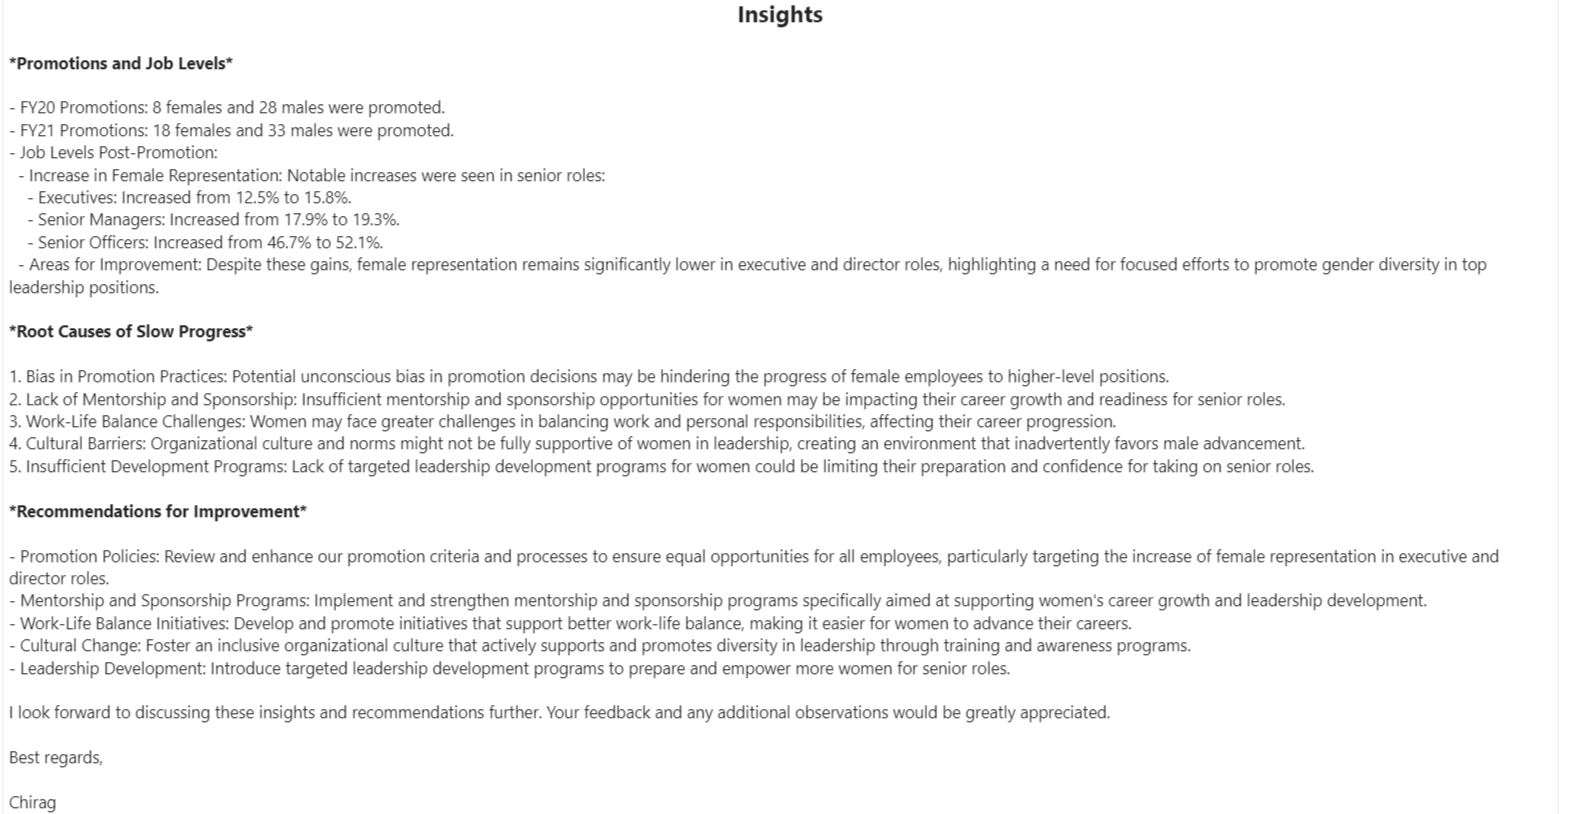 Insights
*Promotions and Job Levels*
- FY20 Promotions: 8 females and 28 males were promoted.
- FY21 Promotions: 18 females and 33 males were promoted.
- Job Levels Post-Promotion:
- Increase in Female Representation: Notable increases were seen in senior roles:
- Executives: Increased from 12.5% to 15.8%.
- Senior Managers: Increased from 17.9% to 19.3%.
- Senior Officers: Increased from 46.7% to 52.1%.
- Areas for Improvement: Despite these gains, female representation remains significantly lower in executive and director roles, highlighting a need for focused efforts to promote gender diversity in top
leadership positions.
*Root Causes of Slow Progress*
1. Bias in Promotion Practices: Potential unconscious bias in promotion decisions may be hindering the progress of female employees to higher-level positions.
2. Lack of Mentorship and Sponsorship: Insufficient mentorship and sponsorship opportunities for women may be impacting their career growth and readiness for senior roles.
3. Work-Life Balance Challenges: Women may face greater challenges in balancing work and personal responsibilities, affecting their career progression.
4. Cultural Barriers: Organizational culture and norms might not be fully supportive of women in leadership, creating an environment that inadvertently favors male advancement.
5. Insufficient Development Programs: Lack of targeted leadership development programs for women could be limiting their preparation and confidence for taking on senior roles.
*Recommendations for Improvement*
- Promotion Policies: Review and enhance our promotion criteria and processes to ensure equal opportunities for all employees, particularly targeting the increase of female representation in executive and
director roles.
- Mentorship and Sponsorship Programs: Implement and strengthen mentorship and sponsorship programs specifically aimed at supporting women's career growth and leadership development.
- Work-Life Balance Initiatives: Develop and promote initiatives that support better work-life balance, making it easier for women to advance their careers.
- Cultural Change: Foster an inclusive organizational culture that actively supports and promotes diversity in leadership through training and awareness programs.
- Leadership Development: Introduce targeted leadership development programs to prepare and empower more women for senior roles.
I look forward to discussing these insights and recommendations further. Your feedback and any additional observations would be greatly appreciated.
Best regards,
Chirag